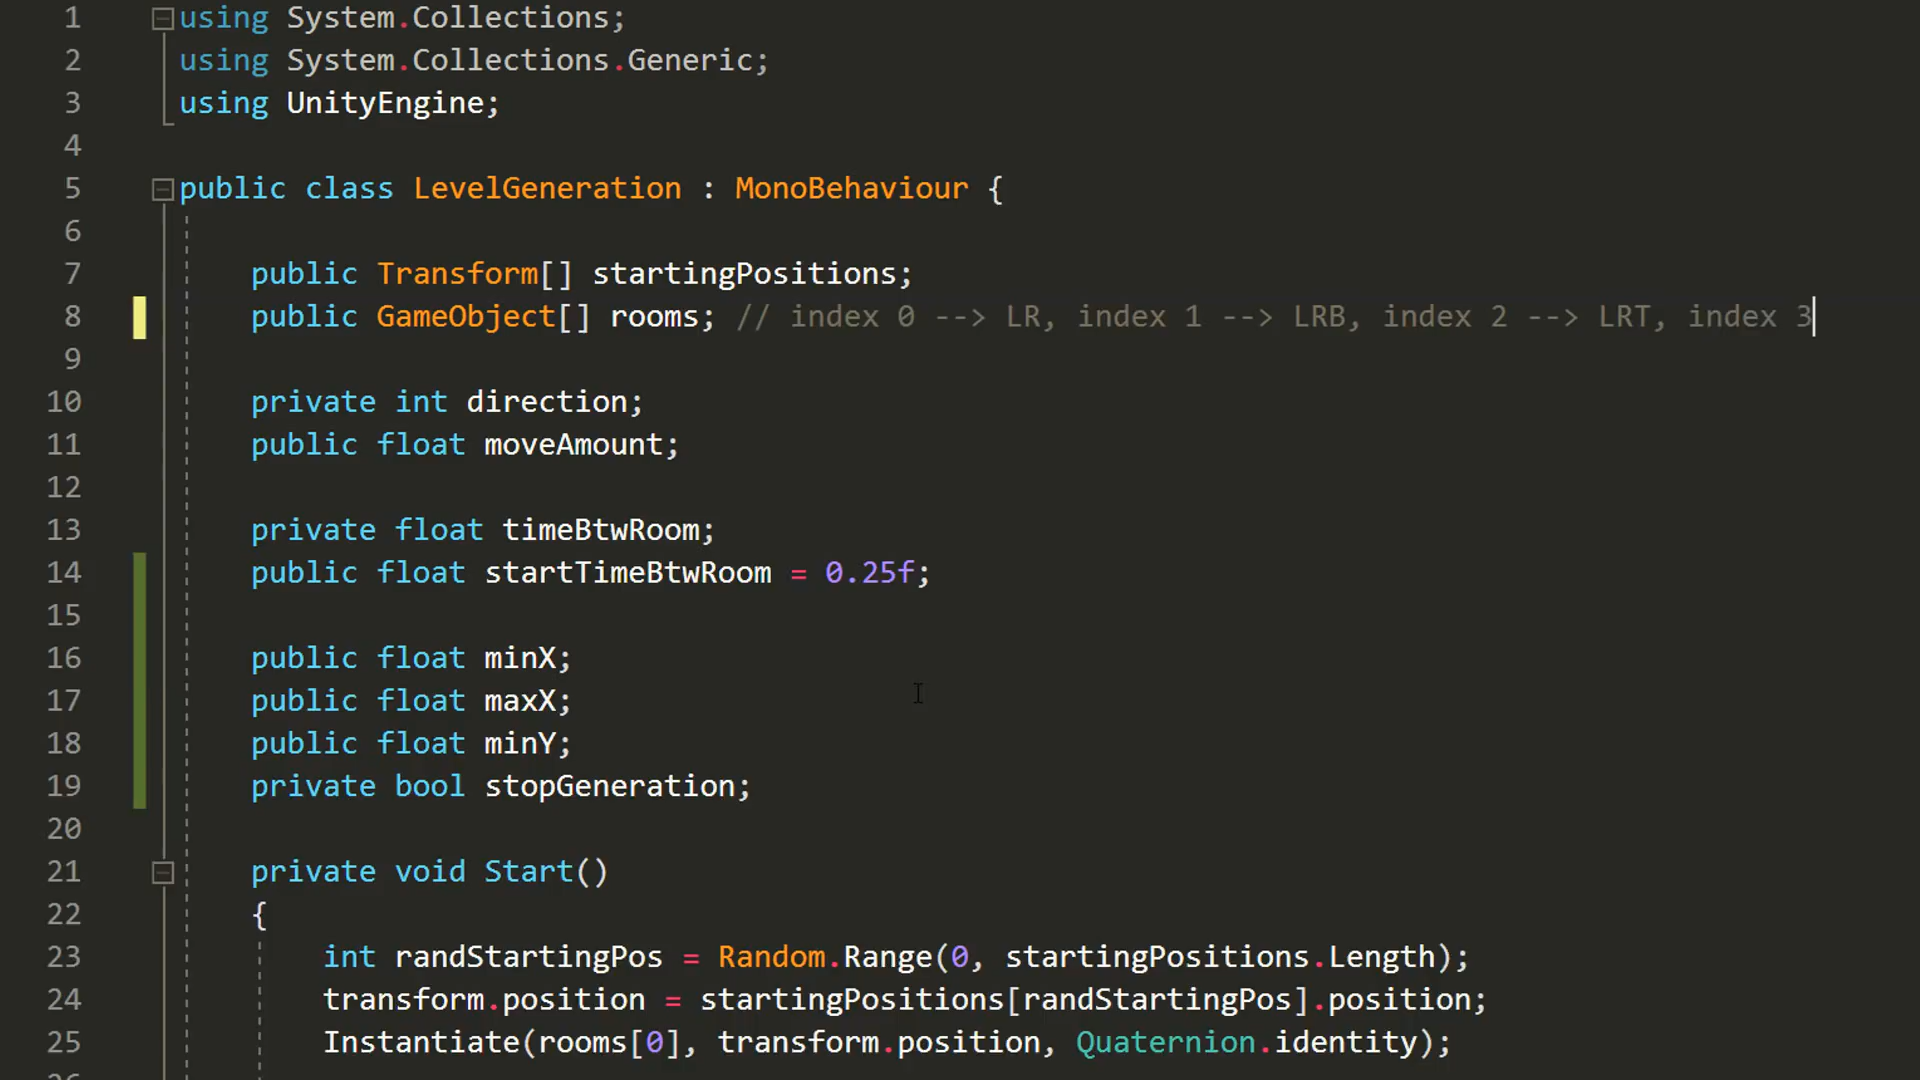 1 using System.Collections;
2 using System.Collections.Generic;
3 using UnityEngine;
4
5 public class LevelGeneration : MonoBehaviour {
6
7 public Transform[] startingPositions;
8 public GameObject[] rooms; // index 0 --> LR, index 1 --> LRB, index 2 --> LRT, index 3
9
10 private int direction;
11 public float moveAmount;
12
13 private float timeBtwRoom;
14 public float startTimeBtwRoom = 0.25f;
15
16 public float minX;
17 public float maxX;
18 public float minY;
19 private bool stopGeneration;
20
21 private void Start()
22 {
23 int randStartingPos = Random.Range(0, startingPositions.Length);
24 transform.position = startingPositions[randStartingPos].position;
25 Instantiate(rooms[0], transform.position, Quaternion.identity);